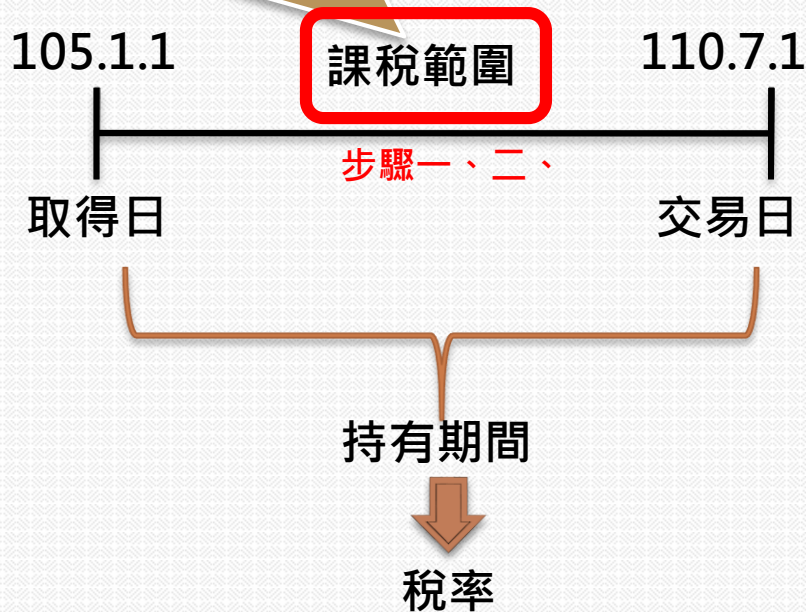 105.1.1 課稅範圍 110.7.1
步驟一、二、
取得日 交易日
持有期間
稅率